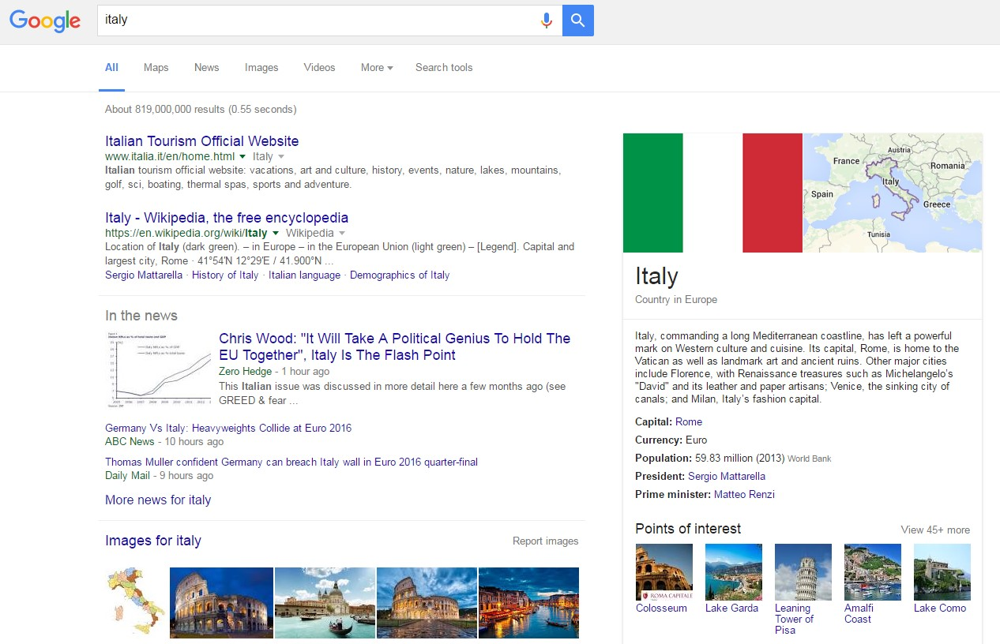 Google
italy
All Maps News Images Videos More Search tools
About 819,000,000 results (0.55 seconds)
Italian Tourism Official Website
www.italia.it/en/home.html Italy
Italian tourism official website: vacations, art and culture, history, events, nature, lakes, mountains,
golf, sci, boating, thermal spas, sports and adventure.
Italy - Wikipedia, the free encyclopedia
https://en.wikipedia.org/wiki/Italy Wikipedia
Location of Italy (dark green). – in Europe – in the European Union (light green) – [Legend]. Capital and
largest city, Rome · 41°54′N 12°29′E / 41.900°N ...
Sergio Mattarella · History of Italy · Italian language · Demographics of Italy
In the news
Chris Wood: "It Will Take A Political Genius To Hold The
EU Together", Italy Is The Flash Point
Zero Hedge - 1 hour ago
This Italian issue was discussed in more detail here a few months ago (see
GREED & fear ...
Germany Vs Italy: Heavyweights Collide at Euro 2016
ABC News - 10 hours ago
Thomas Muller confident Germany can breach Italy wall in Euro 2016 quarter-final
Daily Mail - 9 hours ago
More news for italy
Images for italy
Report images
Austria
France
Romania
Italy
Spain
Greece
Tunisia
Italy
Country in Europe
Italy, commanding a long Mediterranean coastline, has left a powerful
mark on Western culture and cuisine. Its capital, Rome, is home to the
Vatican as well as landmark art and ancient ruins. Other major cities
include Florence, with Renaissance treasures such as Michelangelo's
"David" and its leather and paper artisans; Venice, the sinking city of
canals; and Milan, Italy's fashion capital.
Capital: Rome
Currency: Euro
Population: 59.83 million (2013) World Bank
President: Sergio Mattarella
Prime minister: Matteo Renzi
Points of interest
View 45+ more
ROMA CAPITALE
Colosseum
Lake Garda
Leaning
Tower of
Pisa
Amalfi
Coast
Lake Como